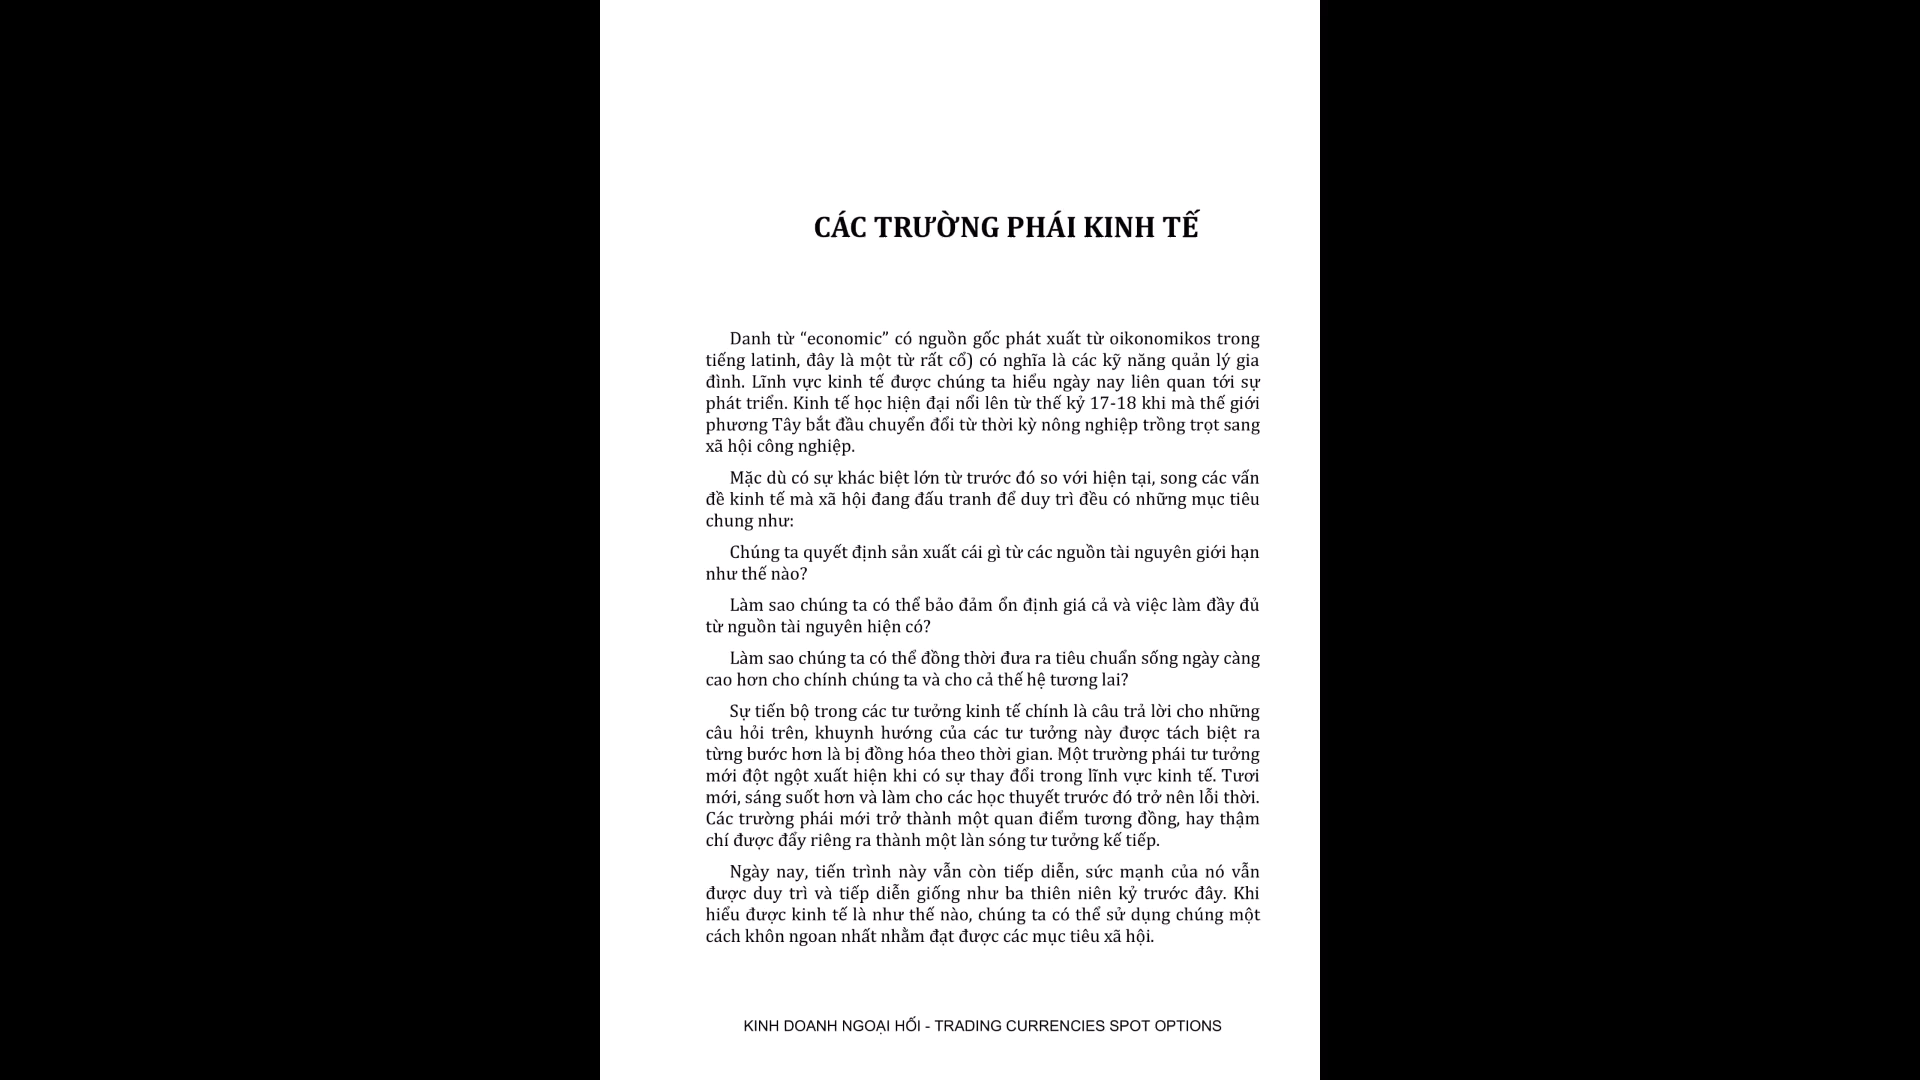 CÁC TRƯỜNG PHÁI KINH TẾ
Danh từ “economic” có nguồn gốc phát xuất từ oikonomikos trong
tiếng latinh, đây là một từ rất cổ) có nghĩa là các kỹ năng quản lý gia
đình. Lĩnh vực kinh tế được chúng ta hiểu ngày nay liên quan tới sự
phát triển. Kinh tế học hiện đại nổi lên từ thế kỷ 17-18 khi mà thế giới
phương Tây bắt đầu chuyển đổi từ thời kỳ nông nghiệp trồng trọt sang
xã hội công nghiệp.
Mặc dù có sự khác biệt lớn từ trước đó so với hiện tại, song các vấn
đề kinh tế mà xã hội đang đấu tranh để duy trì đều có những mục tiêu
chung như:
Chúng ta quyết định sản xuất cái gì từ các nguồn tài nguyên giới hạn
như thế nào?
Làm sao chúng ta có thể bảo đảm ổn định giá cả và việc làm đầy đủ
từ nguồn tài nguyên hiện có?
Làm sao chúng ta có thể đồng thời đưa ra tiêu chuẩn sống ngày càng
cao hơn cho chính chúng ta và cho cả thế hệ tương lai?
Sự tiến bộ trong các tư tưởng kinh tế chính là câu trả lời cho những
câu hỏi trên, khuynh hướng của các tư tưởng này được tách biệt ra
từng bước hơn là bị đồng hóa theo thời gian. Một trường phái tư tưởng
mới đột ngột xuất hiện khi có sự thay đổi trong lĩnh vực kinh tế. Tươi
mới, sáng suốt hơn và làm cho các học thuyết trước đó trở nên lỗi thời.
Các trường phái mới trở thành một quan điểm tương đồng, hay thậm
chí được đẩy riêng ra thành một làn sóng tư tưởng kế tiếp.
Ngày nay, tiến trình này vẫn còn tiếp diễn, sức mạnh của nó vẫn
được duy trì và tiếp diễn giống như ba thiên niên kỷ trước đây. Khi
hiểu được kinh tế là như thế nào, chúng ta có thể sử dụng chúng một
cách khôn ngoan nhất nhằm đạt được các mục tiêu xã hội.
KINH DOANH NGOẠI HỐI - TRADING CURRENCIES SPOT OPTIONS